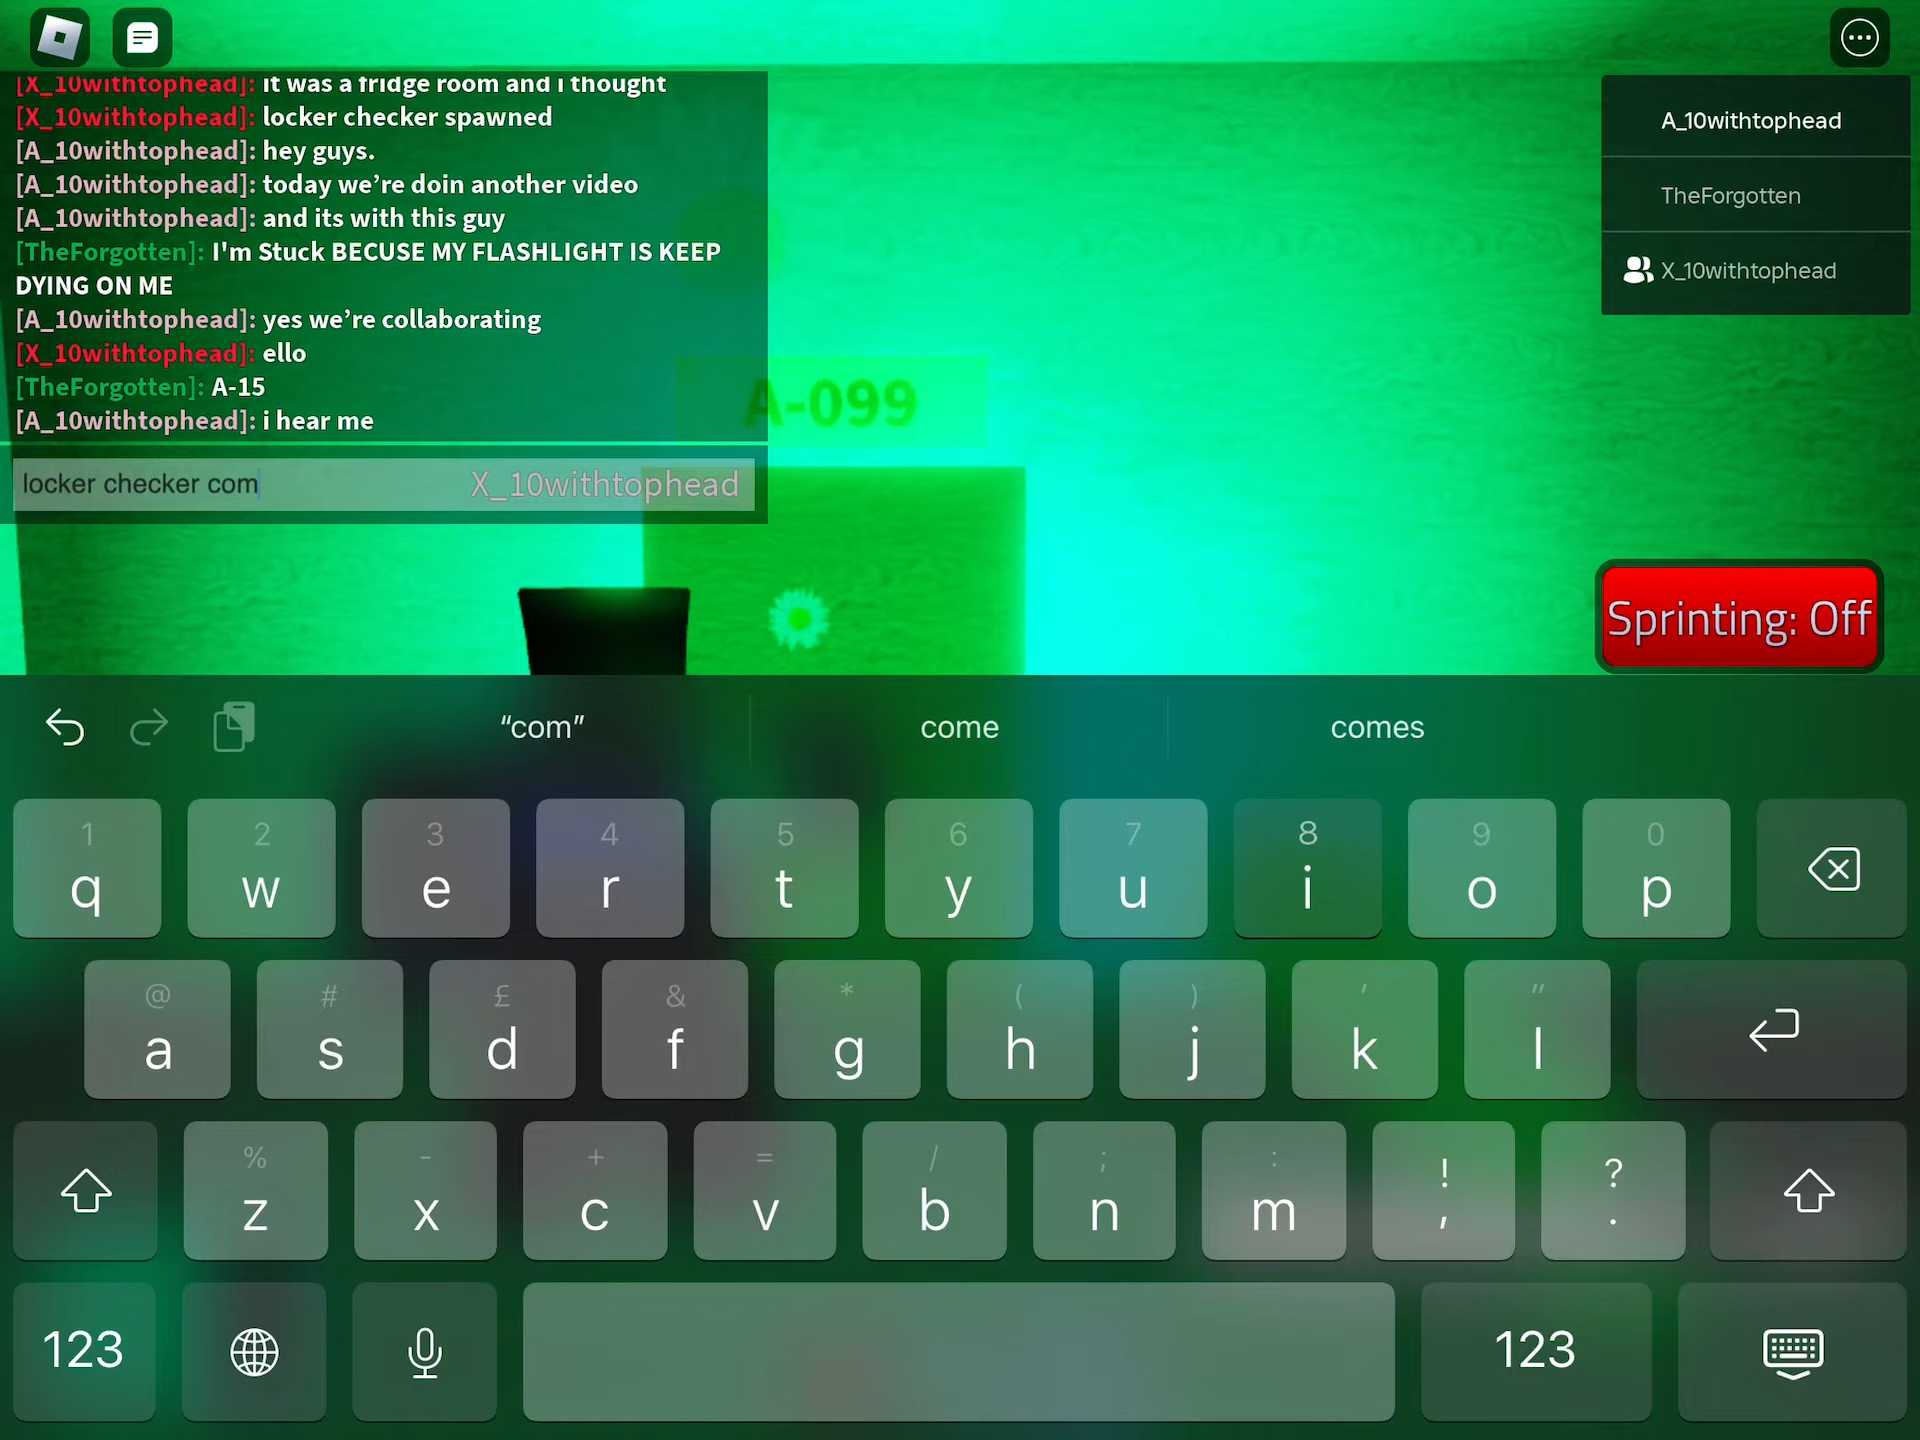 [X_10withtophead]: it was a fridge room and i thought
[X_10withtophead]: locker checker spawned
[A_10withtophead]: hey guys.
[A_10withtophead]: today we’re doin another video
[A_10withtophead]: and its with this guy
[TheForgotten]: I'm Stuck BECUSE MY FLASHLIGHT IS KEEP
DYING ON ME
[A_10withtophead]: yes we’re collaborating
[X_10withtophead]: ello
[TheForgotten]: A-15
[A_10withtophead]: i hear me
locker checker com
X_10withtophead
A-099
A_10withtophead
TheForgotten
X_10withtophead
Sprinting: Off
“com” come comes
1 2 3 4 5 6 7 8 9 0
q w e r t y u i o p
@ # £ & * ( ) ' "
a s d f g h j k l
% - + = / ; : ! ?
z x c v b n m , .
123 123